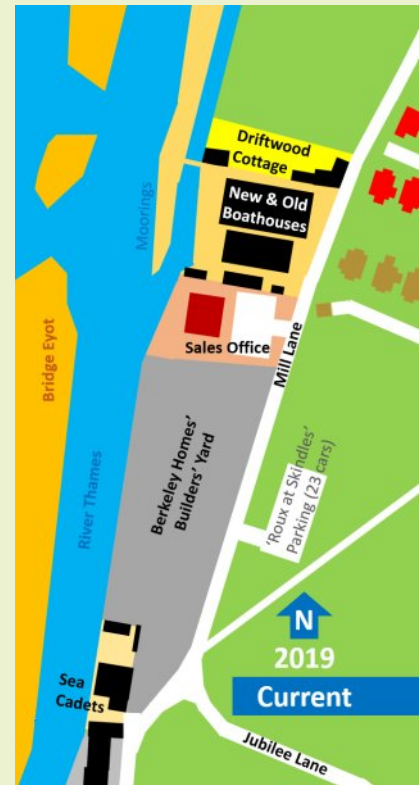 Driftwood
Cottage
New & Old
Boathouses
Moorings
Sales Office
Mill Lane
Bridge Eyot
River Thames
Berkeley Homes'
Builders' Yard
'Roux at Skindles'
Parking (23 cars)
N
2019
Current
Sea
Cadets
Jubilee Lane